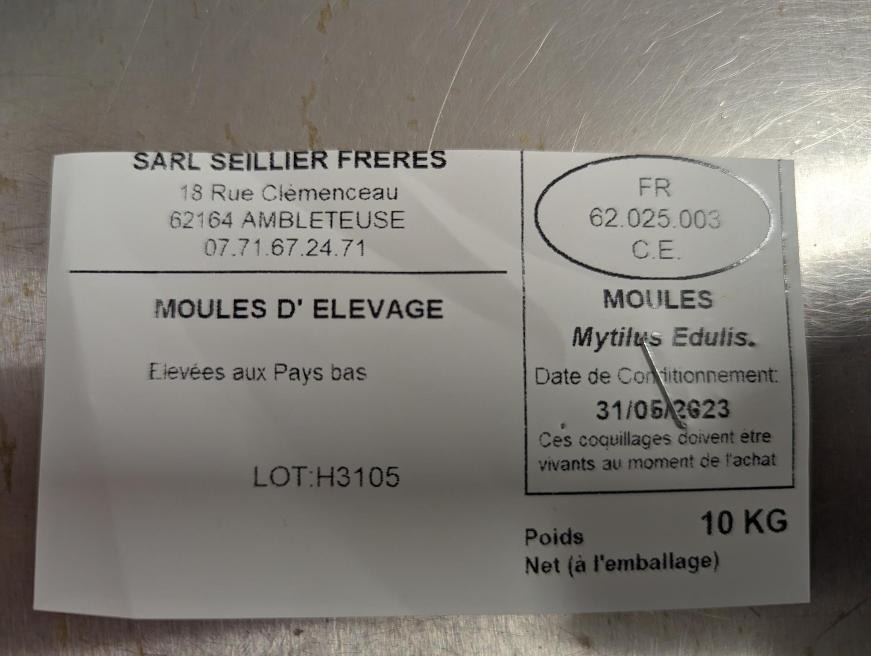 SARL SEILLIER FRERES
18 Rue Clémenceau
62164 AMBLETEUSE
07.71.67.24.71
MOULES D' ELEVAGE
Elevées aux Pays bas
LOT:H3105
FR
62.025.003
C.E.
MOULES
Mytilus Edulis.
Date de Conditionnement:
31/05/2023
Ces coquillages doivent être
vivants au moment de l'achat
Poids
10 KG
Net (à l'emballage)